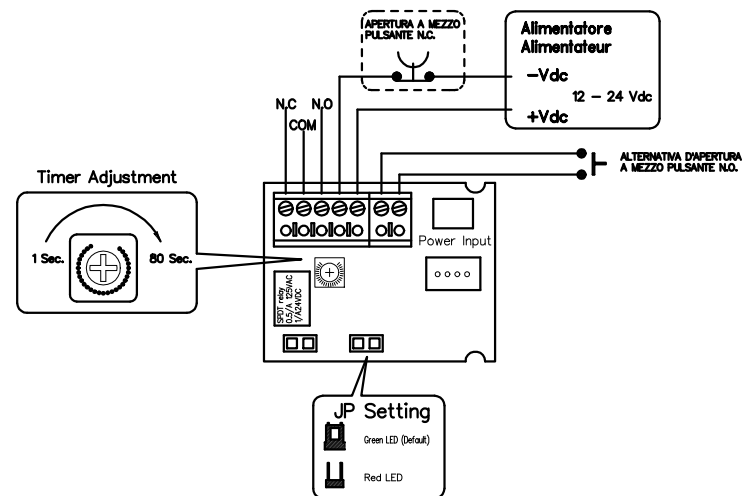 APERTURA A MEZZO
PULSANTE N.C.
Alimentatore
Alimentateur
-Vdc
12 - 24 Vdc
+Vdc
N.C
N.O
COM
ALTERNATIVA D'APERTURA
A MEZZO PULSANTE N.O.
Timer Adjustment
1 Sec.
80 Sec.
Power Input
SPDT relay
0.5/A 125VAC
1/A24VDC
JP Setting
Green LED (Default)
Red LED